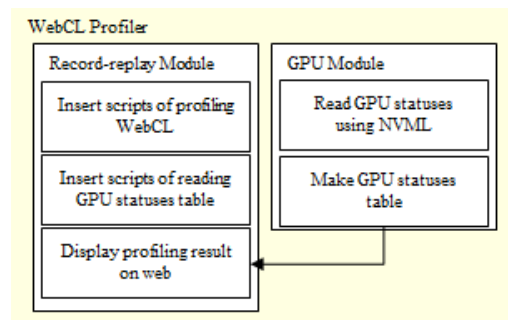 WebCL Profiler
Record-replay Module
Insert scripts of profiling
WebCL
Insert scripts of reading
GPU statuses table
Display profiling result
on web
GPU Module
Read GPU statuses
using NVML
Make GPU statuses
table